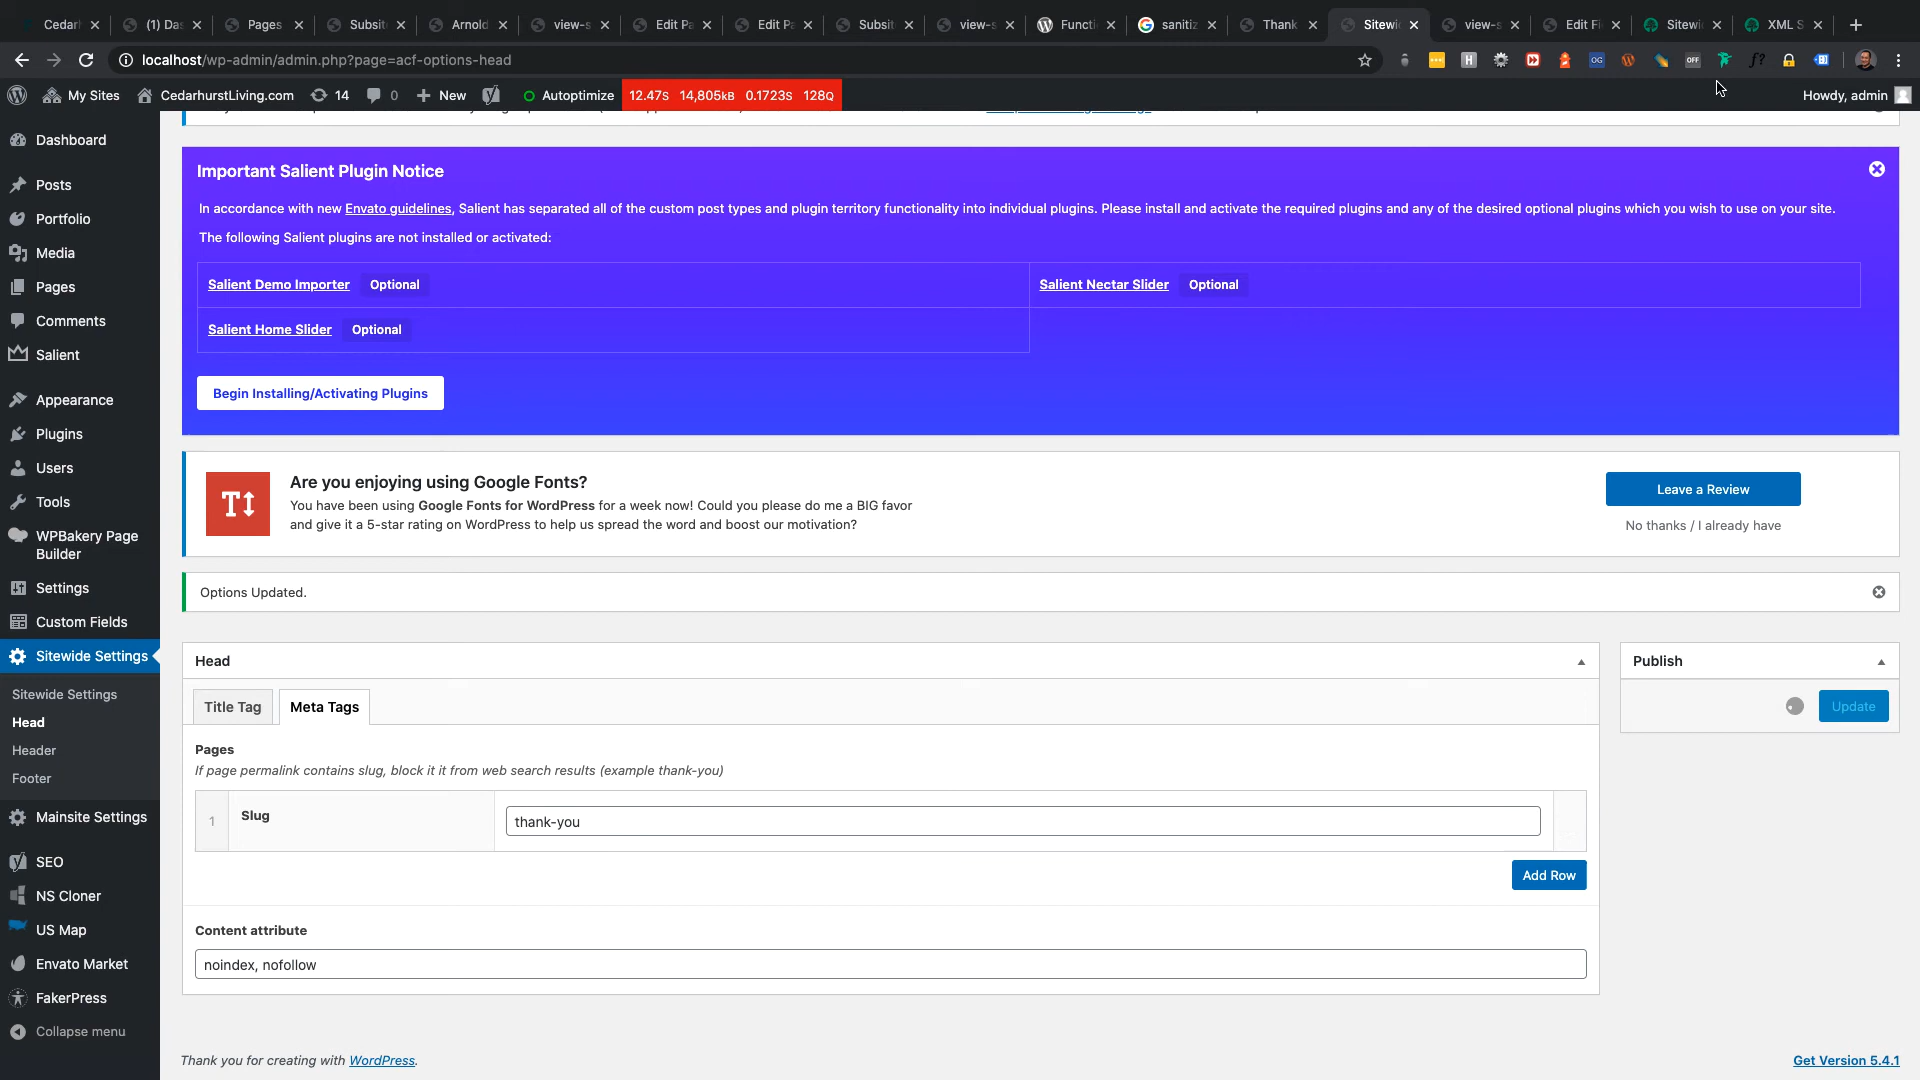 Cedarh
(1) Da
Pages
Subsit
Arnold
view-s
Edit Pa
Edit Pa
Subsit
view-s
Functi
sanitiz
Thank
Sitewi
view-s
Edit Fi
Sitewi
XML S
localhost/wp-admin/admin.php?page=acf-options-head
My Sites
CedarhurstLiving.com
14
0
New
Autoptimize
12.47S 14,805KB 0.1723S 128Q
Howdy, admin
Dashboard
Posts
Portfolio
Media
Pages
Comments
Salient
Appearance
Plugins
Users
Tools
WPBakery Page
Builder
Settings
Custom Fields
Sitewide Settings
Sitewide Settings
Head
Header
Footer
Mainsite Settings
SEO
NS Cloner
US Map
Envato Market
FakerPress
Collapse menu
Important Salient Plugin Notice
In accordance with new Envato guidelines, Salient has separated all of the custom post types and plugin territory functionality into individual plugins. Please install and activate the required plugins and any of the desired optional plugins which you wish to use on your site.
The following Salient plugins are not installed or activated:
Salient Demo Importer Optional
Salient Nectar Slider Optional
Salient Home Slider Optional
Begin Installing/Activating Plugins
Are you enjoying using Google Fonts?
You have been using Google Fonts for WordPress for a week now! Could you please do me a BIG favor
and give it a 5-star rating on WordPress to help us spread the word and boost our motivation?
Leave a Review
No thanks / I already have
Options Updated.
Head
Title Tag
Meta Tags
Pages
If page permalink contains slug, block it it from web search results (example thank-you)
1
Slug
thank-you
Add Row
Content attribute
noindex, nofollow
Publish
Update
Thank you for creating with WordPress.
Get Version 5.4.1